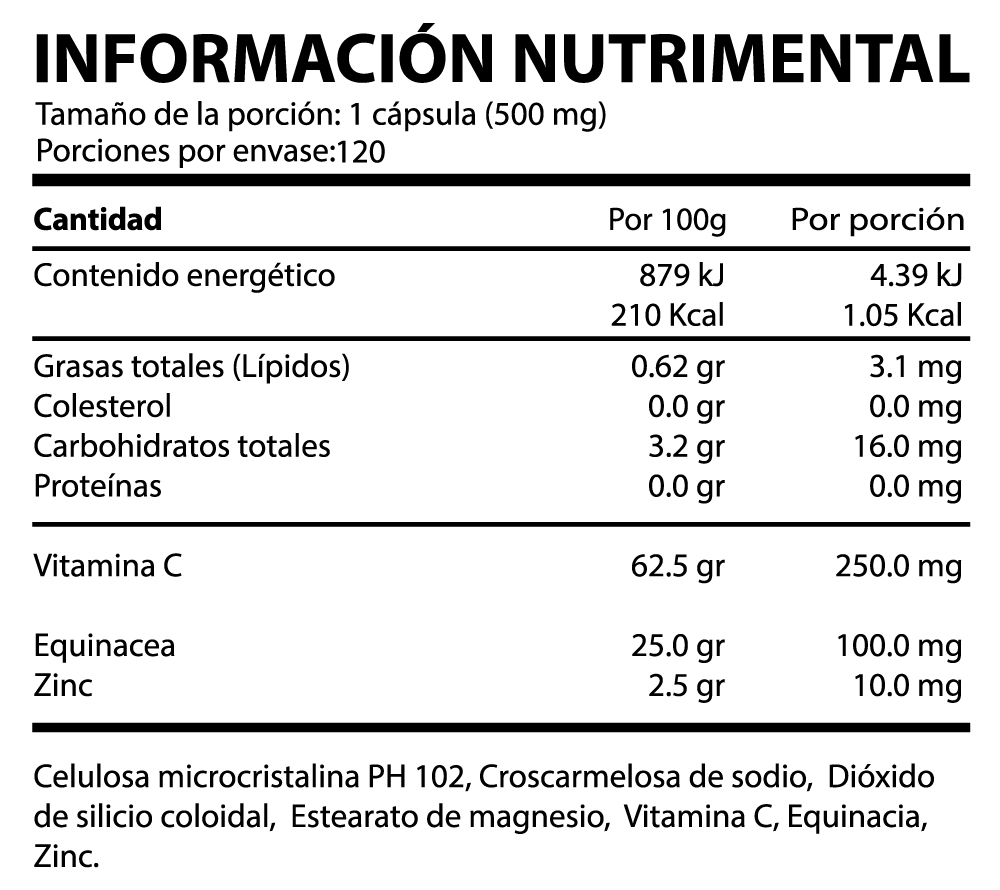 INFORMACIÓN NUTRIMENTAL
Tamaño de la porción: 1 cápsula (500 mg)
Porciones por envase:120
Cantidad Por 100g Por porción
Contenido energético 879 kJ 4.39 kJ
210 Kcal 1.05 Kcal
Grasas totales (Lípidos) 0.62 gr 3.1 mg
Colesterol 0.0 gr 0.0 mg
Carbohidratos totales 3.2 gr 16.0 mg
Proteínas 0.0 gr 0.0 mg
Vitamina C 62.5 gr 250.0 mg
Equinacea 25.0 gr 100.0 mg
Zinc 2.5 gr 10.0 mg
Celulosa microcristalina PH 102, Croscarmelosa de sodio, Dióxido
de silicio coloidal, Estearato de magnesio, Vitamina C, Equinacia,
Zinc.